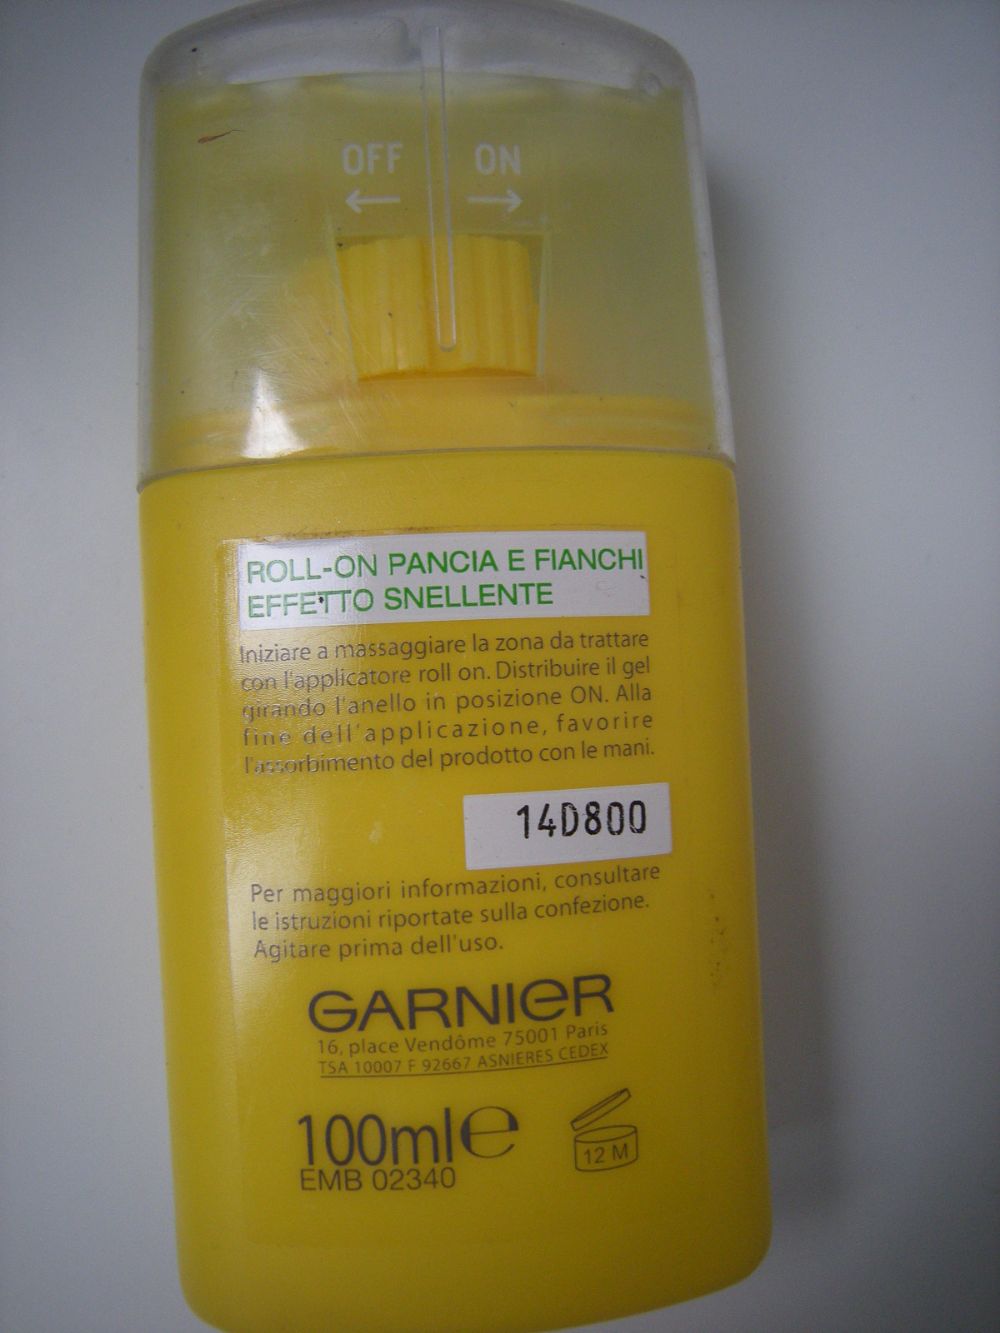 OFF ON
ROLL-ON PANCIA E FIANCHI
EFFETTO SNELLENTE
Iniziare a massaggiare la zona da trattare
con l'applicatore roll on. Distribuire il gel
girando l'anello in posizione ON. Alla
fine dell'applicazione, favorire
l'assorbimento del prodotto con le mani.
14D800
Per maggiori informazioni, consultare
le istruzioni riportate sulla confezione.
Agitare prima dell'uso.
GARNIER
16, place Vendôme 75001 Paris
TSA 10007 F 92667 ASNIERES CEDEX
100ml e
EMB 02340
12 M